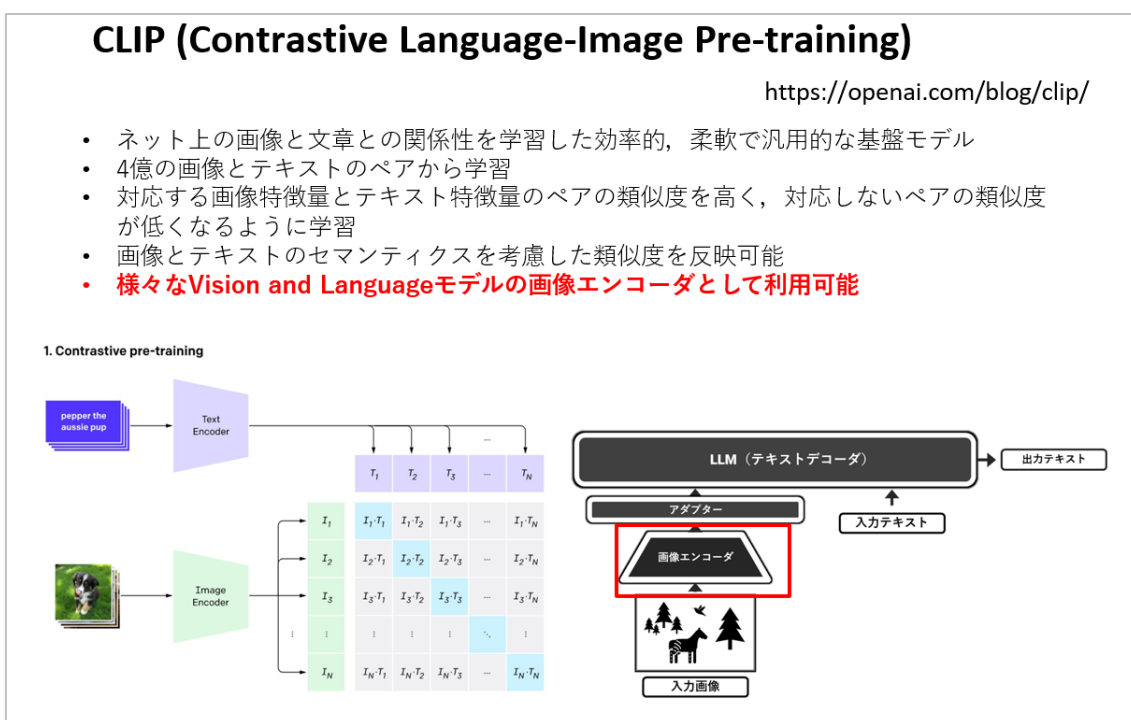 CLIP (Contrastive Language-Image Pre-training)
https://openai.com/blog/clip/
• ネット上の画像と文章との関係性を学習した効率的，柔軟で汎用的な基盤モデル
• 4億の画像とテキストのペアから学習
• 対応する画像特徴量とテキスト特徴量のペアの類似度を高く，対応しないペアの類似度
が低くなるように学習
• 画像とテキストのセマンティクスを考慮した類似度を反映可能
• 様々なVision and Languageモデルの画像エンコーダとして利用可能
1. Contrastive pre-training
pepper the
aussie pup
Text
Encoder
...
T1 T2 T3 ... TN
Image
Encoder
I1 I1·T1 I1·T2 I1·T3 ... I1·TN
I2 I2·T1 I2·T2 I2·T3 ... I2·TN
I3 I3·T1 I3·T2 I3·T3 ... I3·TN
⋮ ⋮ ⋮ ⋮ ⋮ ⋱ ⋮
IN IN·T1 IN·T2 IN·T3 ... IN·TN
LLM（テキストデコーダ）
出力テキスト
アダプター
入力テキスト
画像エンコーダ
入力画像